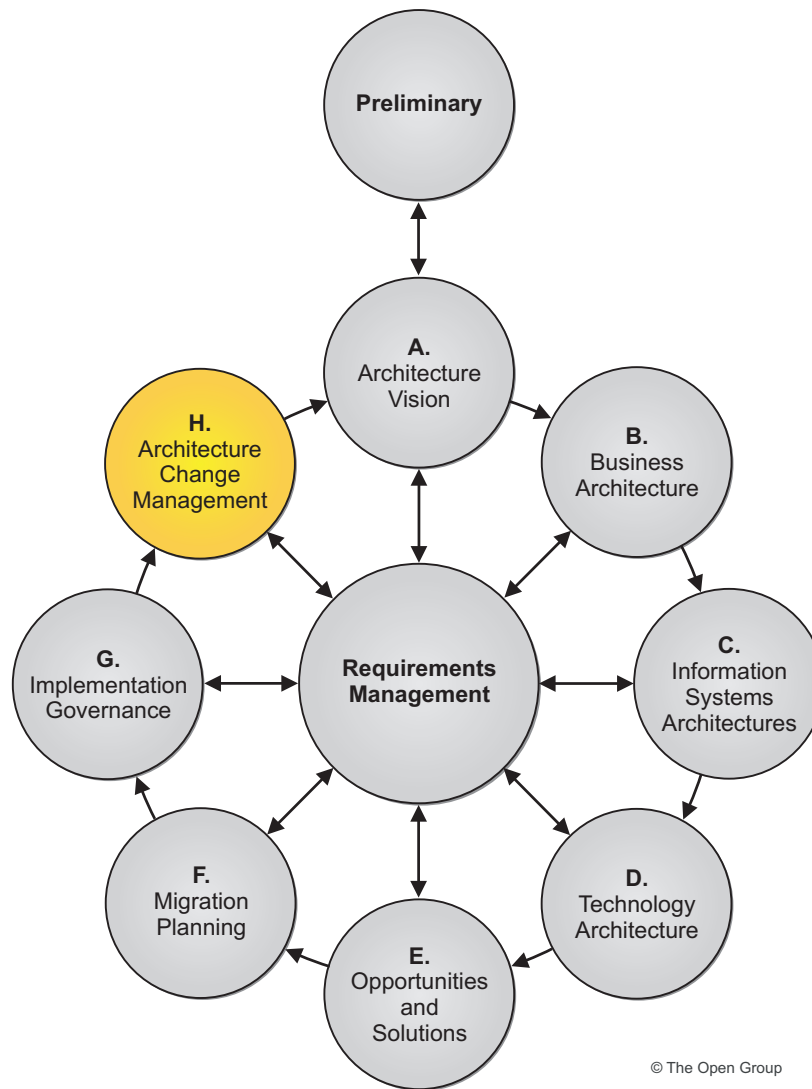 Preliminary
A.
Architecture
Vision
B.
Business
Architecture
C.
Information
Systems
Architectures
D.
Technology
Architecture
E.
Opportunities
and
Solutions
F.
Migration
Planning
G.
Implementation
Governance
H.
Architecture
Change
Management
Requirements
Management
© The Open Group